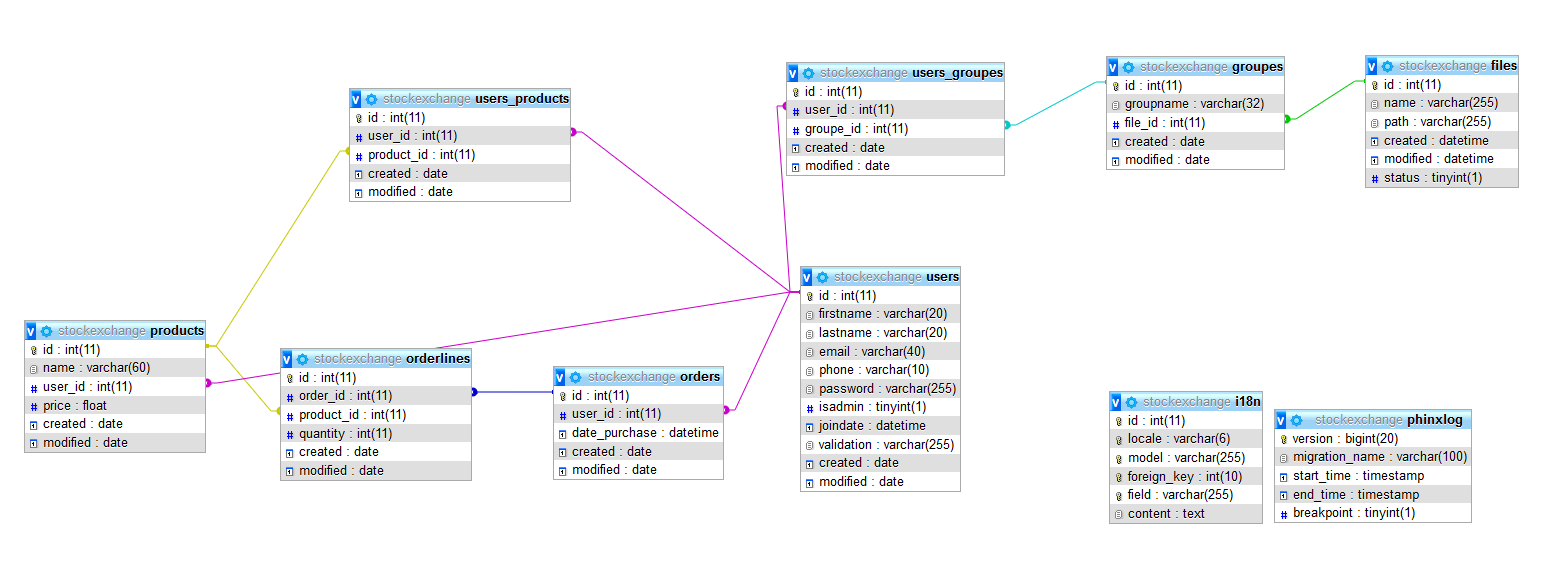 v stockexchange users_products
id : int(11)
user_id : int(11)
product_id : int(11)
created : date
modified : date
v stockexchange users_groupes
id : int(11)
user_id : int(11)
groupe_id : int(11)
created : date
modified : date
v stockexchange groupes
id : int(11)
groupname : varchar(32)
file_id : int(11)
created : date
modified : date
v stockexchange files
id : int(11)
name : varchar(255)
path : varchar(255)
created : datetime
modified : datetime
status : tinyint(1)
v stockexchange products
id : int(11)
name : varchar(60)
user_id : int(11)
price : float
created : date
modified : date
v stockexchange orderlines
id : int(11)
order_id : int(11)
product_id : int(11)
quantity : int(11)
created : date
modified : date
v stockexchange orders
id : int(11)
user_id : int(11)
date_purchase : datetime
created : date
modified : date
v stockexchange users
id : int(11)
firstname : varchar(20)
lastname : varchar(20)
email : varchar(40)
phone : varchar(10)
password : varchar(255)
isadmin : tinyint(1)
joindate : datetime
validation : varchar(255)
created : date
modified : date
v stockexchange i18n
id : int(11)
locale : varchar(6)
model : varchar(255)
foreign_key : int(10)
field : varchar(255)
content : text
v stockexchange phinxlog
version : bigint(20)
migration_name : varchar(100)
start_time : timestamp
end_time : timestamp
breakpoint : tinyint(1)